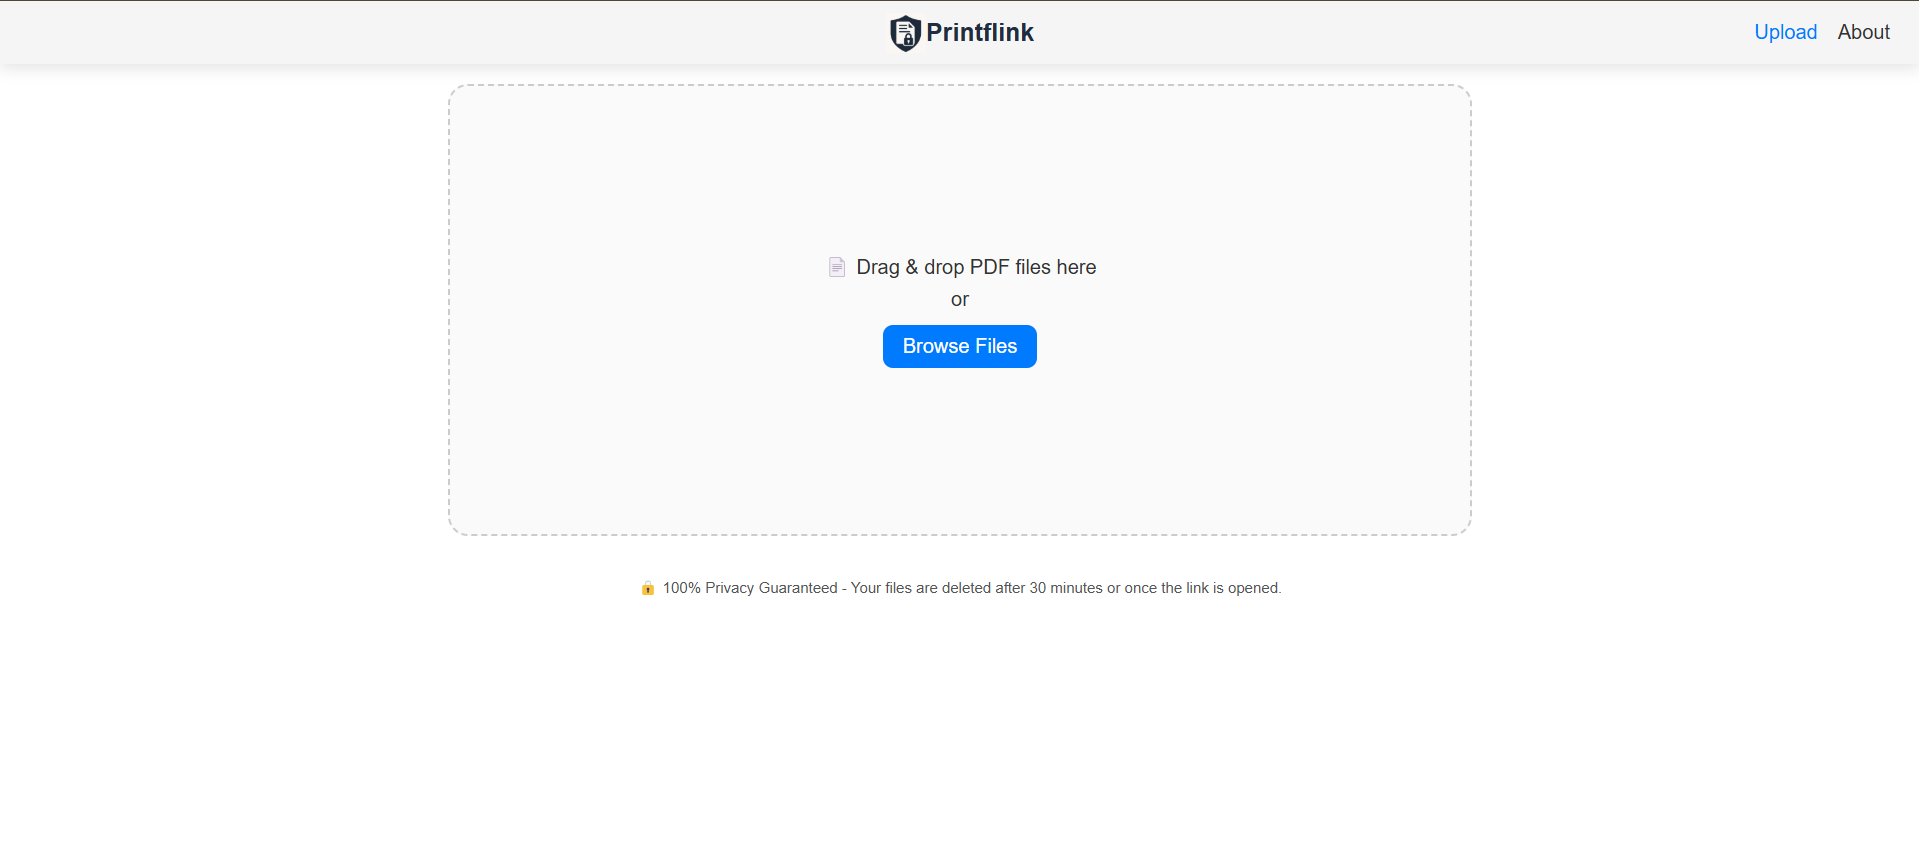 Printflink
Upload About
Drag & drop PDF files here
or
Browse Files
100% Privacy Guaranteed - Your files are deleted after 30 minutes or once the link is opened.